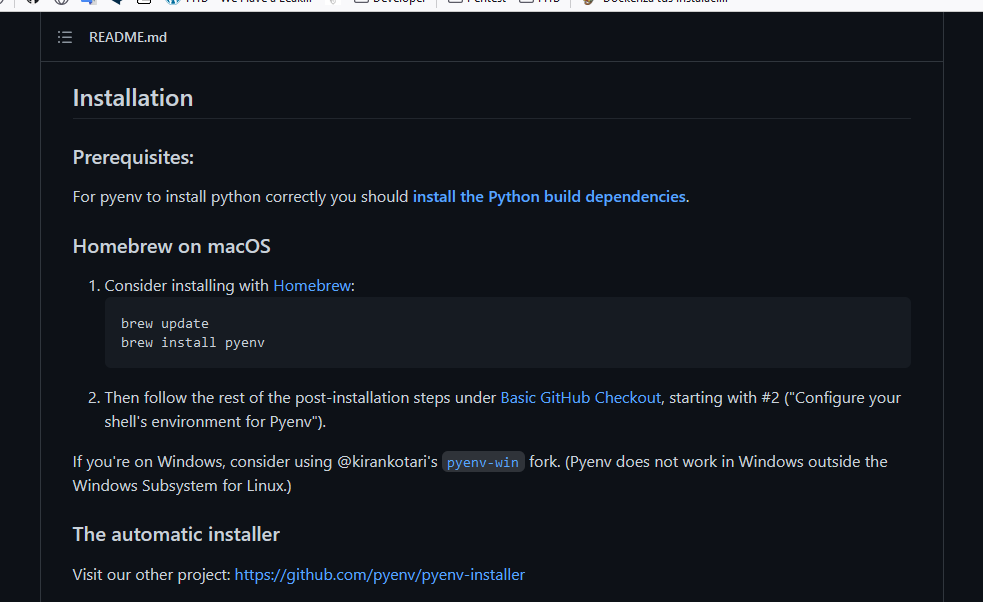 README.md
Installation
Prerequisites:
For pyenv to install python correctly you should install the Python build dependencies.
Homebrew on macOS
1. Consider installing with Homebrew:
brew update
brew install pyenv
2. Then follow the rest of the post-installation steps under Basic GitHub Checkout, starting with #2 ("Configure your
shell's environment for Pyenv").
If you're on Windows, consider using @kirankotari's pyenv-win fork. (Pyenv does not work in Windows outside the
Windows Subsystem for Linux.)
The automatic installer
Visit our other project: https://github.com/pyenv/pyenv-installer